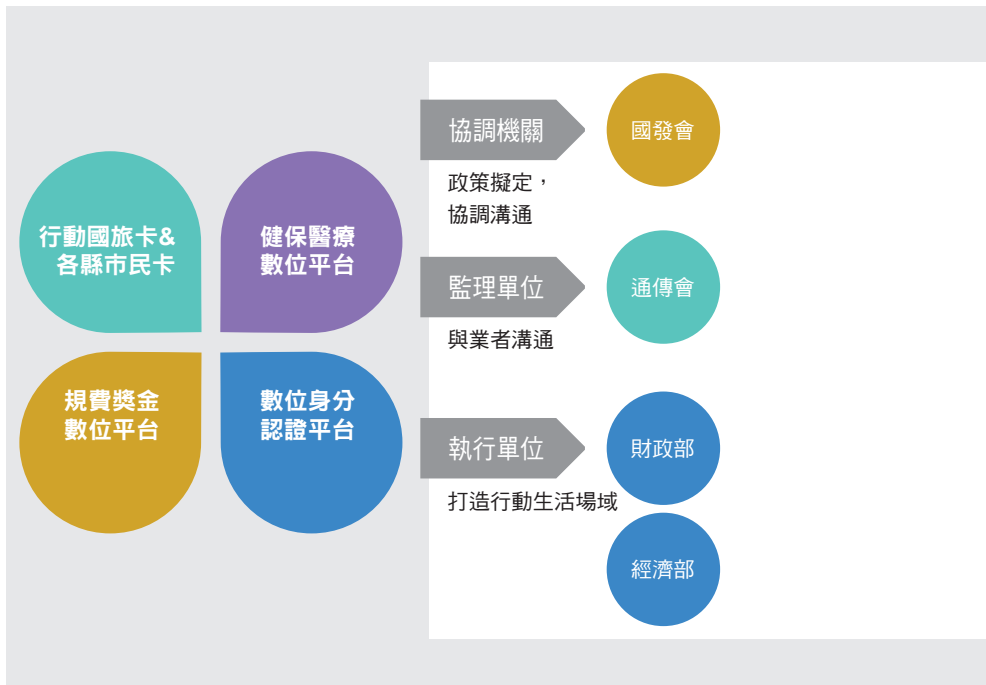 行動國旅卡&
各縣市民卡
健保醫療
數位平台
規費獎金
數位平台
數位身分
認證平台
協調機關
國發會
政策擬定，
協調溝通
監理單位
通傳會
與業者溝通
執行單位
財政部
打造行動生活場域
經濟部